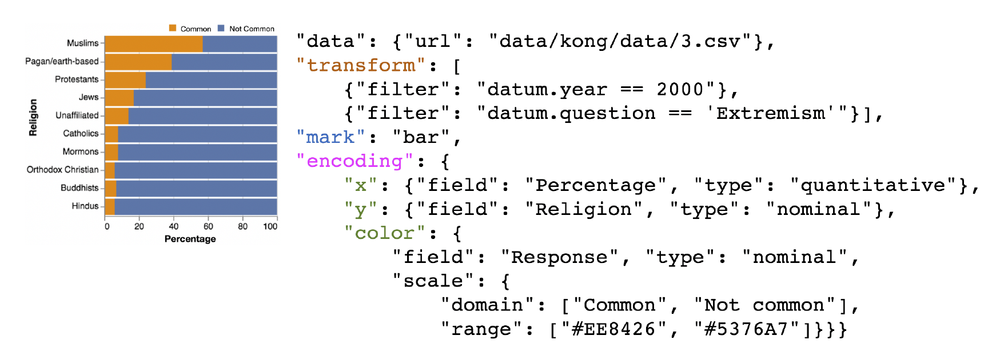 Common Not Common
Muslims
Pagan/earth-based
Protestants
Jews
Unaffiliated
Catholics
Mormons
Orthodox Christian
Buddhists
Hindus
Religion
0 20 40 60 80 100
Percentage
"data": {"url": "data/kong/data/3.csv"},
"transform": [
{"filter": "datum.year == 2000"},
{"filter": "datum.question == 'Extremism'"}],
"mark": "bar",
"encoding": {
"x": {"field": "Percentage", "type": "quantitative"},
"y": {"field": "Religion", "type": "nominal"},
"color": {
"field": "Response", "type": "nominal",
"scale": {
"domain": ["Common", "Not common"],
"range": ["#EE8426", "#5376A7"]}}}